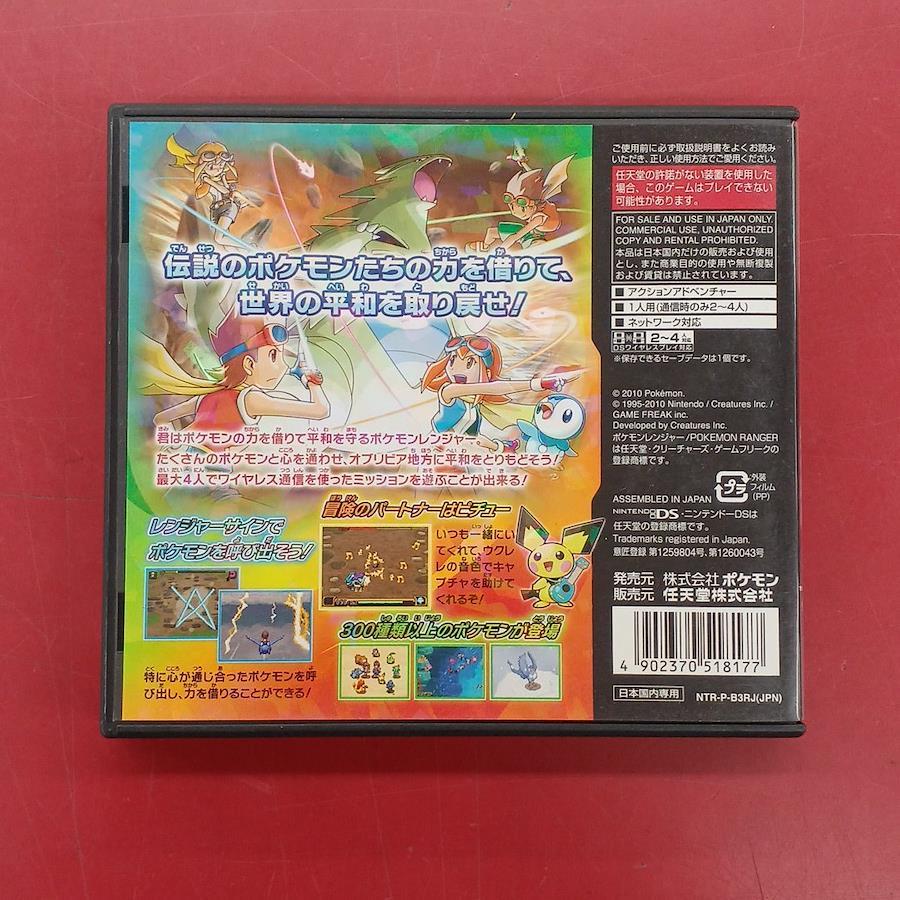 伝説のポケモンたちの力を借りて、
世界の平和を取り戻せ!
君はポケモンの力を借りて平和を守るポケモンレンジャー。
たくさんのポケモンと心を通わせ、オブリビア地方に平和をとりもどそう!
最大4人でワイヤレス通信を使ったミッションを遊ぶことが出来る!
レンジャーサインで
ポケモンを呼び出そう!
特に心が通じ合ったポケモンを呼
び出し、力を借りることができる!
冒険のパートナーはピチュー
いつも一緒にい
てくれて、ウクレ
レの音色でキャ
プチャを助けて
くれるぞ!
300種類以上のポケモンが登場
ご使用前に必ず取扱説明書をよくお読み
いただき、正しい使用方法でご愛用ください。
任天堂の許諾がない装置を使用した
場合、このゲームはプレイできない
可能性があります。
FOR SALE AND USE IN JAPAN ONLY.
COMMERCIAL USE, UNAUTHORIZED
COPY AND RENTAL PROHIBITED.
本品は日本国内だけの販売および使用
とし、また商業目的の使用や無断複製
および賃貸は禁止されています。
■ アクションアドベンチャー
■ 1人用(通信時のみ2〜4人)
■ ネットワーク対応
2〜4人対応
DSワイヤレスプレイ対応
※保存できるセーブデータは1個です。
© 2010 Pokémon.
© 1995-2010 Nintendo / Creatures Inc. /
GAME FREAK inc.
Developed by Creatures Inc.
ポケモンレンジャー/POKEMON RANGER
は任天堂・クリーチャーズ・ゲームフリークの
登録商標です。
プラ
外装
フィルム
(PP)
ASSEMBLED IN JAPAN
NINTENDO DS・ニンテンドーDSは
任天堂の登録商標です。
Trademarks registered in Japan.
意匠登録 第1259804号、第1260043号
発売元 株式会社 ポケモン
販売元 任天堂株式会社
4 902370 518177
日本国内専用
NTR-P-B3RJ(JPN)